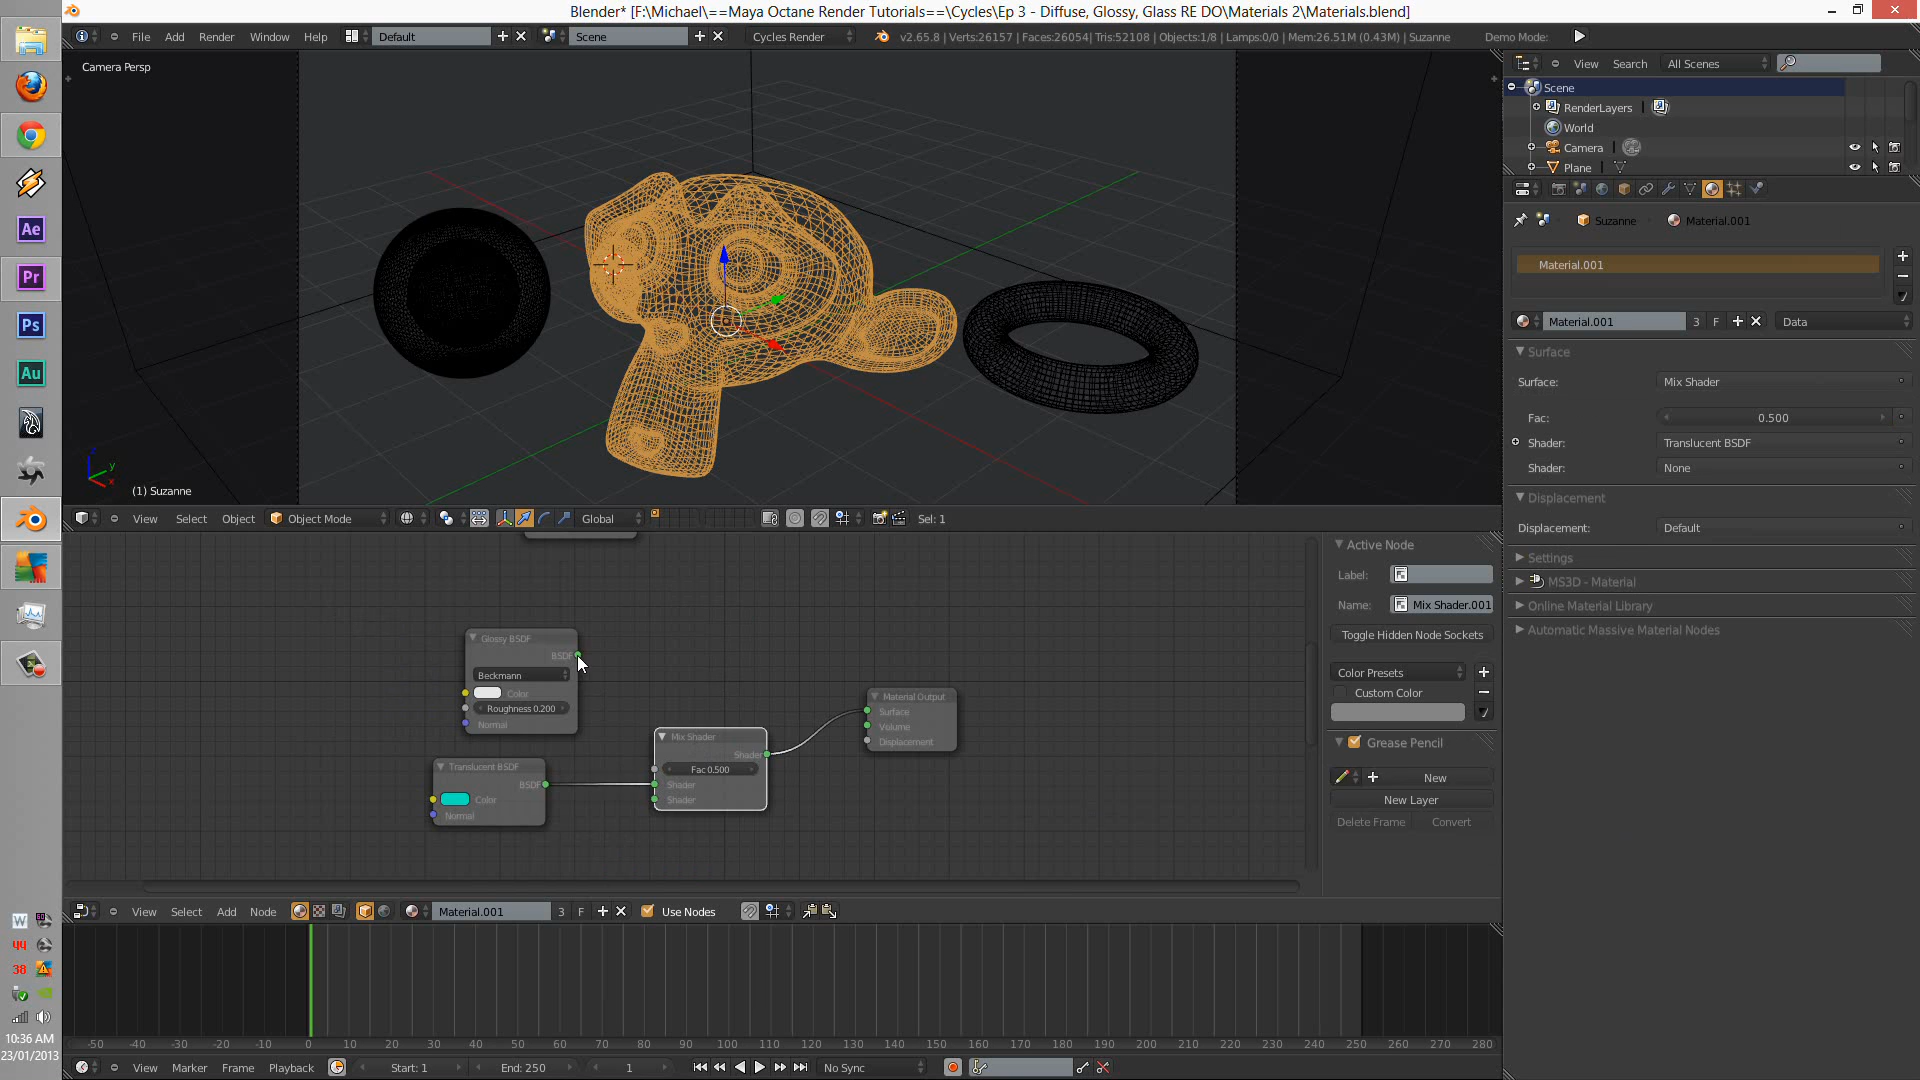 Blender* [F:\Michael\==Maya Octane Render Tutorials==\Cycles\Ep 3 - Diffuse, Glossy, Glass RE DO\Materials 2\Materials.blend]
File Add Render Window Help Default Scene Cycles Render v2.65.8 | Verts:26157 | Faces:26054| Tris:52108 | Objects:1/8 | Lamps:0/0 | Mem:26.51M (0.43M) | Suzanne Demo Mode:
Camera Persp
View Search All Scenes
Scene
RenderLayers
World
Camera
Plane
Suzanne Material.001
Material.001
Material.001 3 F Data
Surface
Surface: Mix Shader
Fac: 0.500
Shader: Translucent BSDF
Shader: None
Displacement
Displacement: Default
Settings
MS3D - Material
Online Material Library
Automatic Massive Material Nodes
Ae
Pr
Ps
Au
z
y
x
(1) Suzanne
View Select Object Object Mode Global Sel: 1
Glossy BSDF
BSDF
Beckmann
Color
Roughness 0.200
Normal
Translucent BSDF
BSDF
Color
Normal
Mix Shader
Shader
Fac 0.500
Shader
Shader
Material Output
Surface
Volume
Displacement
Active Node
Label:
Name: Mix Shader.001
Toggle Hidden Node Sockets
Color Presets
Custom Color
Grease Pencil
New
New Layer
Delete Frame Convert
View Select Add Node Material.001 3 F Use Nodes
-50 -40 -30 -20 -10 0 10 20 30 40 50 60 70 80 90 100 110 120 130 140 150 160 170 180 190 200 210 220 230 240 250 260 270 280
View Marker Frame Playback Start: 1 End: 250 1 No Sync
W
44
38
10:36 AM
23/01/2013